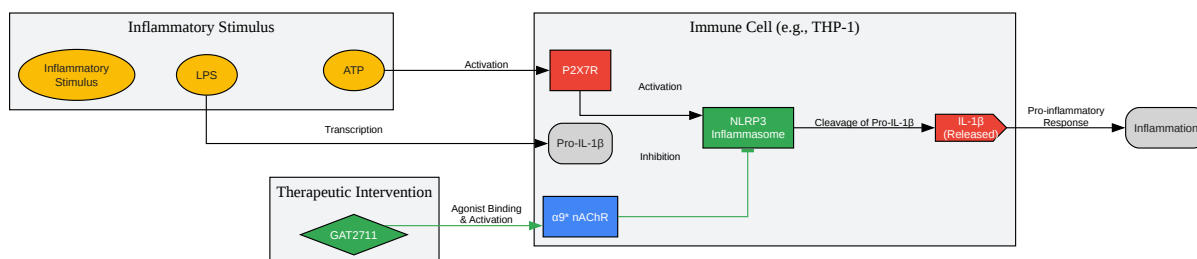 Inflammatory Stimulus
Inflammatory
Stimulus
LPS
ATP
Activation
Transcription
Immune Cell (e.g., THP-1)
P2X7R
Activation
Pro-IL-1β
Inhibition
NLRP3
Inflammasome
Cleavage of Pro-IL-1β
IL-1β
(Released)
Pro-inflammatory
Response
Inflammation
Therapeutic Intervention
GAT2711
Agonist Binding
& Activation
α9* nAChR